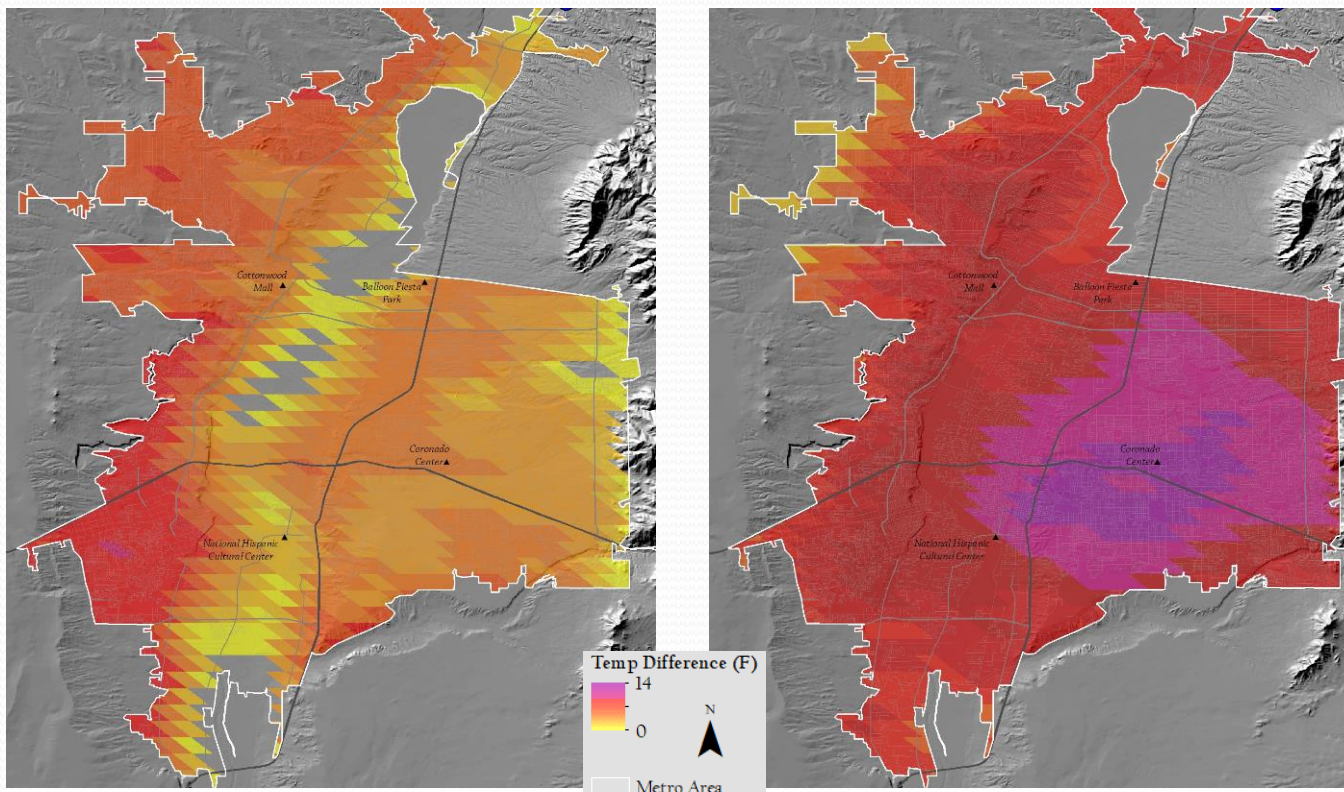 Cottonwood
Mall
Balloon Fiesta
Park
Coronado
Center
National Hispanic
Cultural Center
Cottonwood
Mall
Balloon Fiesta
Park
Coronado
Center
National Hispanic
Cultural Center
Temp Difference (F)
14
0
N
Metro Area